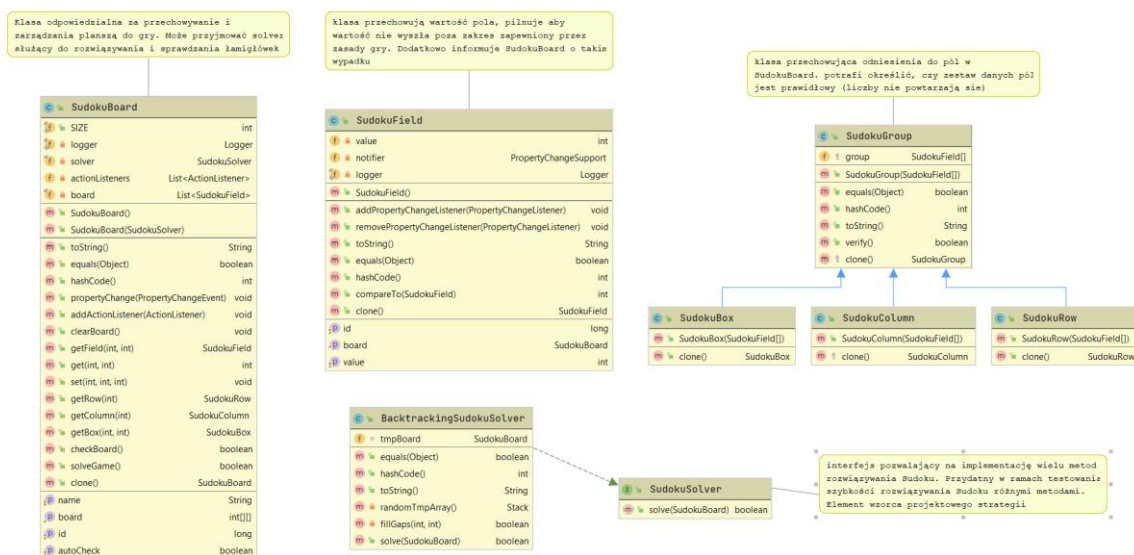 Klasa odpowiedzialna za przechowywanie i
zarządzania planszą do gry. Może przyjmować solver
służący do rozwiązywania i sprawdzania łamigłówek
SudokuBoard
SIZE int
logger Logger
solver SudokuSolver
actionListeners List<ActionListener>
board List<SudokuField>
SudokuBoard()
SudokuBoard(SudokuSolver)
toString() String
equals(Object) boolean
hashCode() int
propertyChange(PropertyChangeEvent) void
addActionListener(ActionListener) void
clearBoard() void
getField(int, int) SudokuField
get(int, int) int
set(int, int, int) void
getRow(int) SudokuRow
getColumn(int) SudokuColumn
getBox(int, int) SudokuBox
checkBoard() boolean
solveGame() boolean
clone() SudokuBoard
name String
board int[][]
id long
autoCheck boolean
klasa przechowują wartość pola, pilnuje aby
wartość nie wyszła poza zakres zapewniony przez
zasady gry. Dodatkowo informuje SudokuBoard o takim
wypadku
SudokuField
value int
notifier PropertyChangeSupport
logger Logger
SudokuField()
addPropertyChangeListener(PropertyChangeListener) void
removePropertyChangeListener(PropertyChangeListener) void
toString() String
equals(Object) boolean
hashCode() int
compareTo(SudokuField) int
clone() SudokuField
id long
board SudokuBoard
value int
klasa przechowująca odniesienia do pól w
SudokuBoard. potrafi określić, czy zestaw danych pól
jest prawidłowy (liczby nie powtarzają sie)
SudokuGroup
group SudokuField[]
SudokuGroup(SudokuField[])
equals(Object) boolean
hashCode() int
toString() String
verify() boolean
clone() SudokuGroup
SudokuBox
SudokuBox(SudokuField[])
clone() SudokuBox
SudokuColumn
SudokuColumn(SudokuField[])
clone() SudokuColumn
SudokuRow
SudokuRow(SudokuField[])
clone() SudokuRow
BacktrackingSudokuSolver
tmpBoard SudokuBoard
equals(Object) boolean
hashCode() int
toString() String
randomTmpArray() Stack
fillGaps(int, int) boolean
solve(SudokuBoard) boolean
SudokuSolver
solve(SudokuBoard) boolean
interfejs pozwalający na implementację wielu metod
rozwiązywania Sudoku. Przydatny w ramach testowania
szybkości rozwiązywania Sudoku różnymi metodami.
Element wzorca projektowego strategii